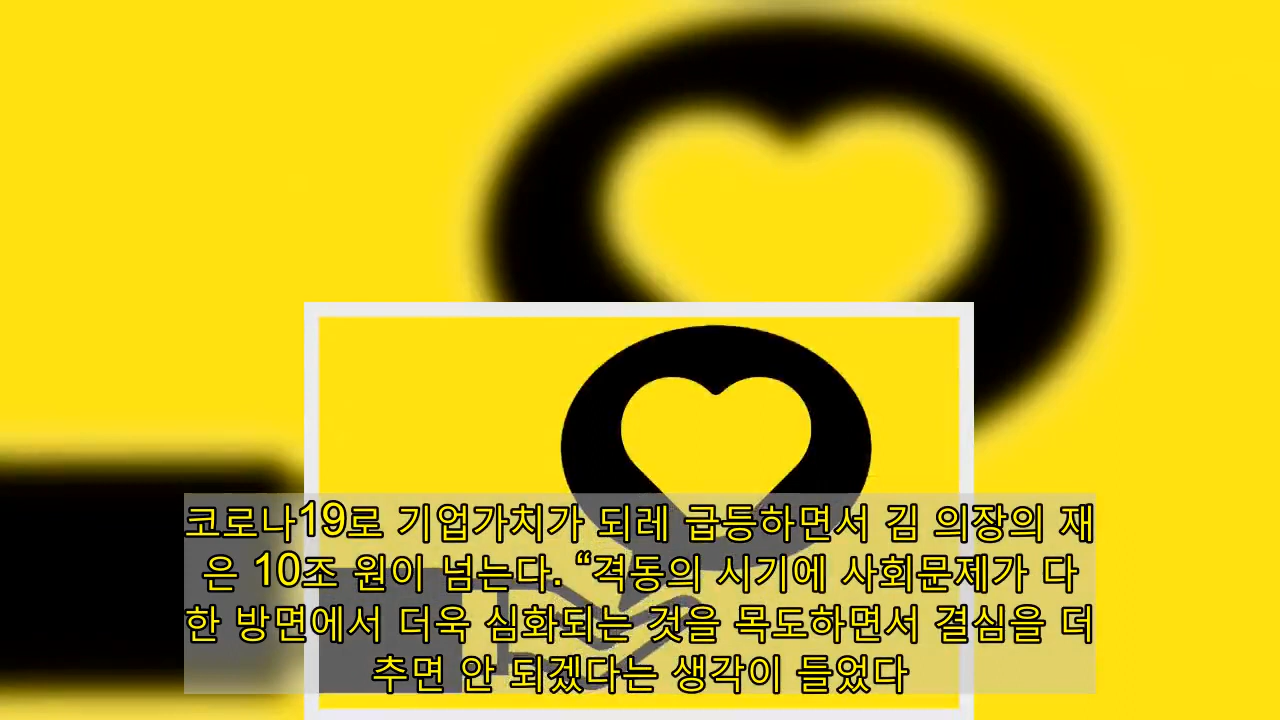 코로나19로 기업가치가 되레 급등하면서 김 의장의 재
은 10조 원이 넘는다. “격동의 시기에 사회문제가 다
한 방면에서 더욱 심화되는 것을 목도하면서 결심을 더
추면 안 되겠다는 생각이 들었다